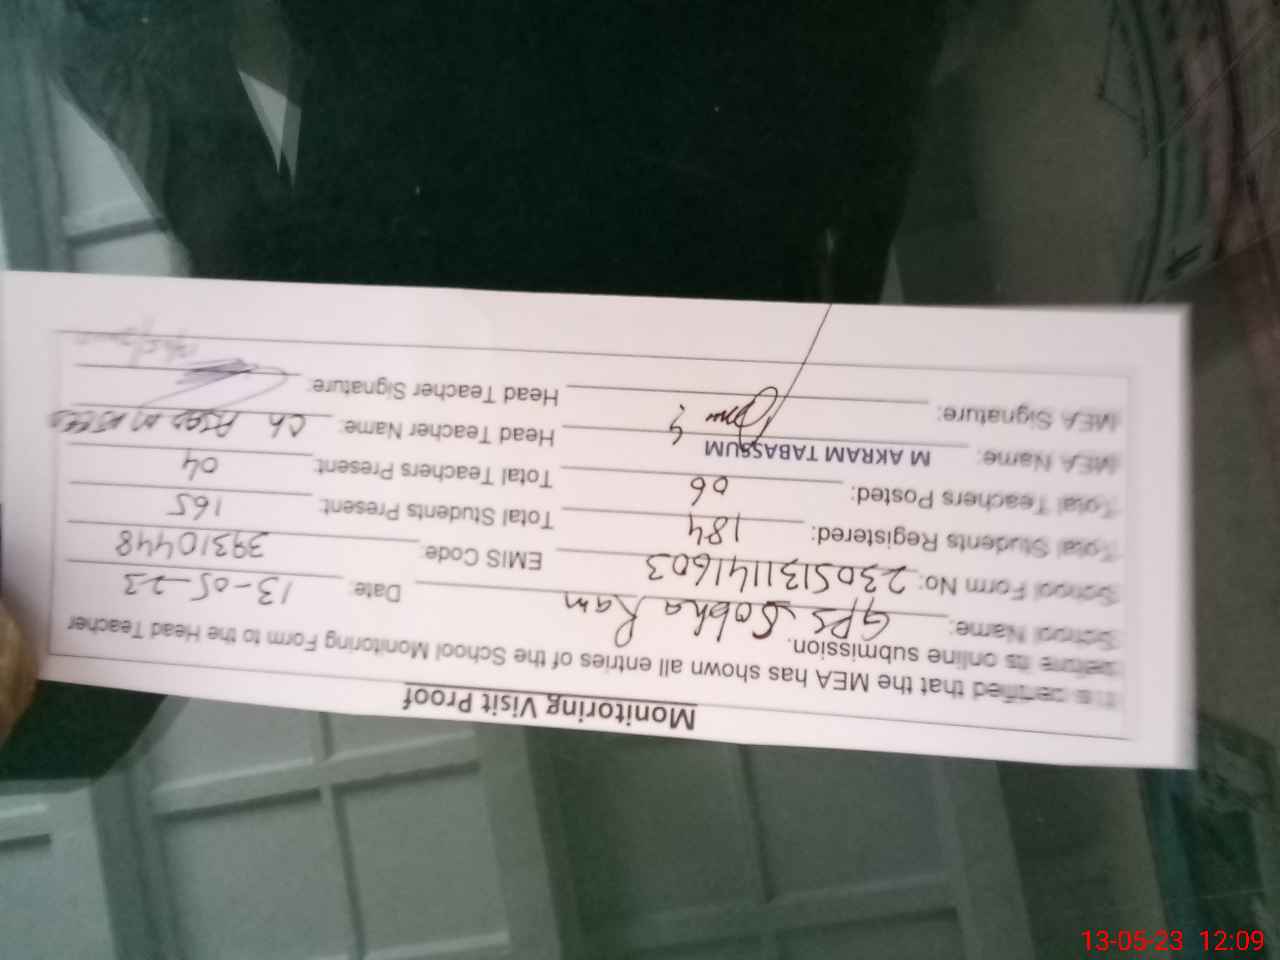 Monitoring Visit Proof
It is certified that the MEA has shown all entries of the School Monitoring Form to the Head Teacher
before its online submission.
School Name: GPS Sobha Ram Date: 13-05-23
School Form No: 2305131141603 EMIS Code: 39310448
Total Students Registered: 184 Total Students Present: 165
Total Teachers Posted: 06 Total Teachers Present: 04
MEA Name: M AKRAM TABASSUM Head Teacher Name: Ch Asad
MEA Signature: Head Teacher Signature:
13-05-23 12:09